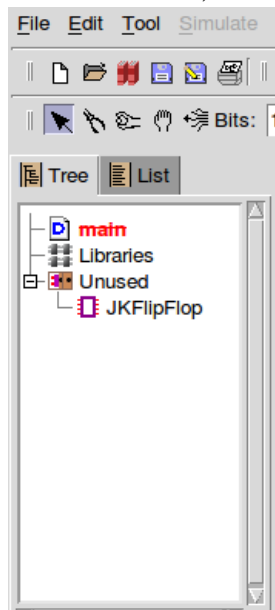 File Edit Tool Simulate
Bits:
Tree List
main
Libraries
Unused
JKFlipFlop